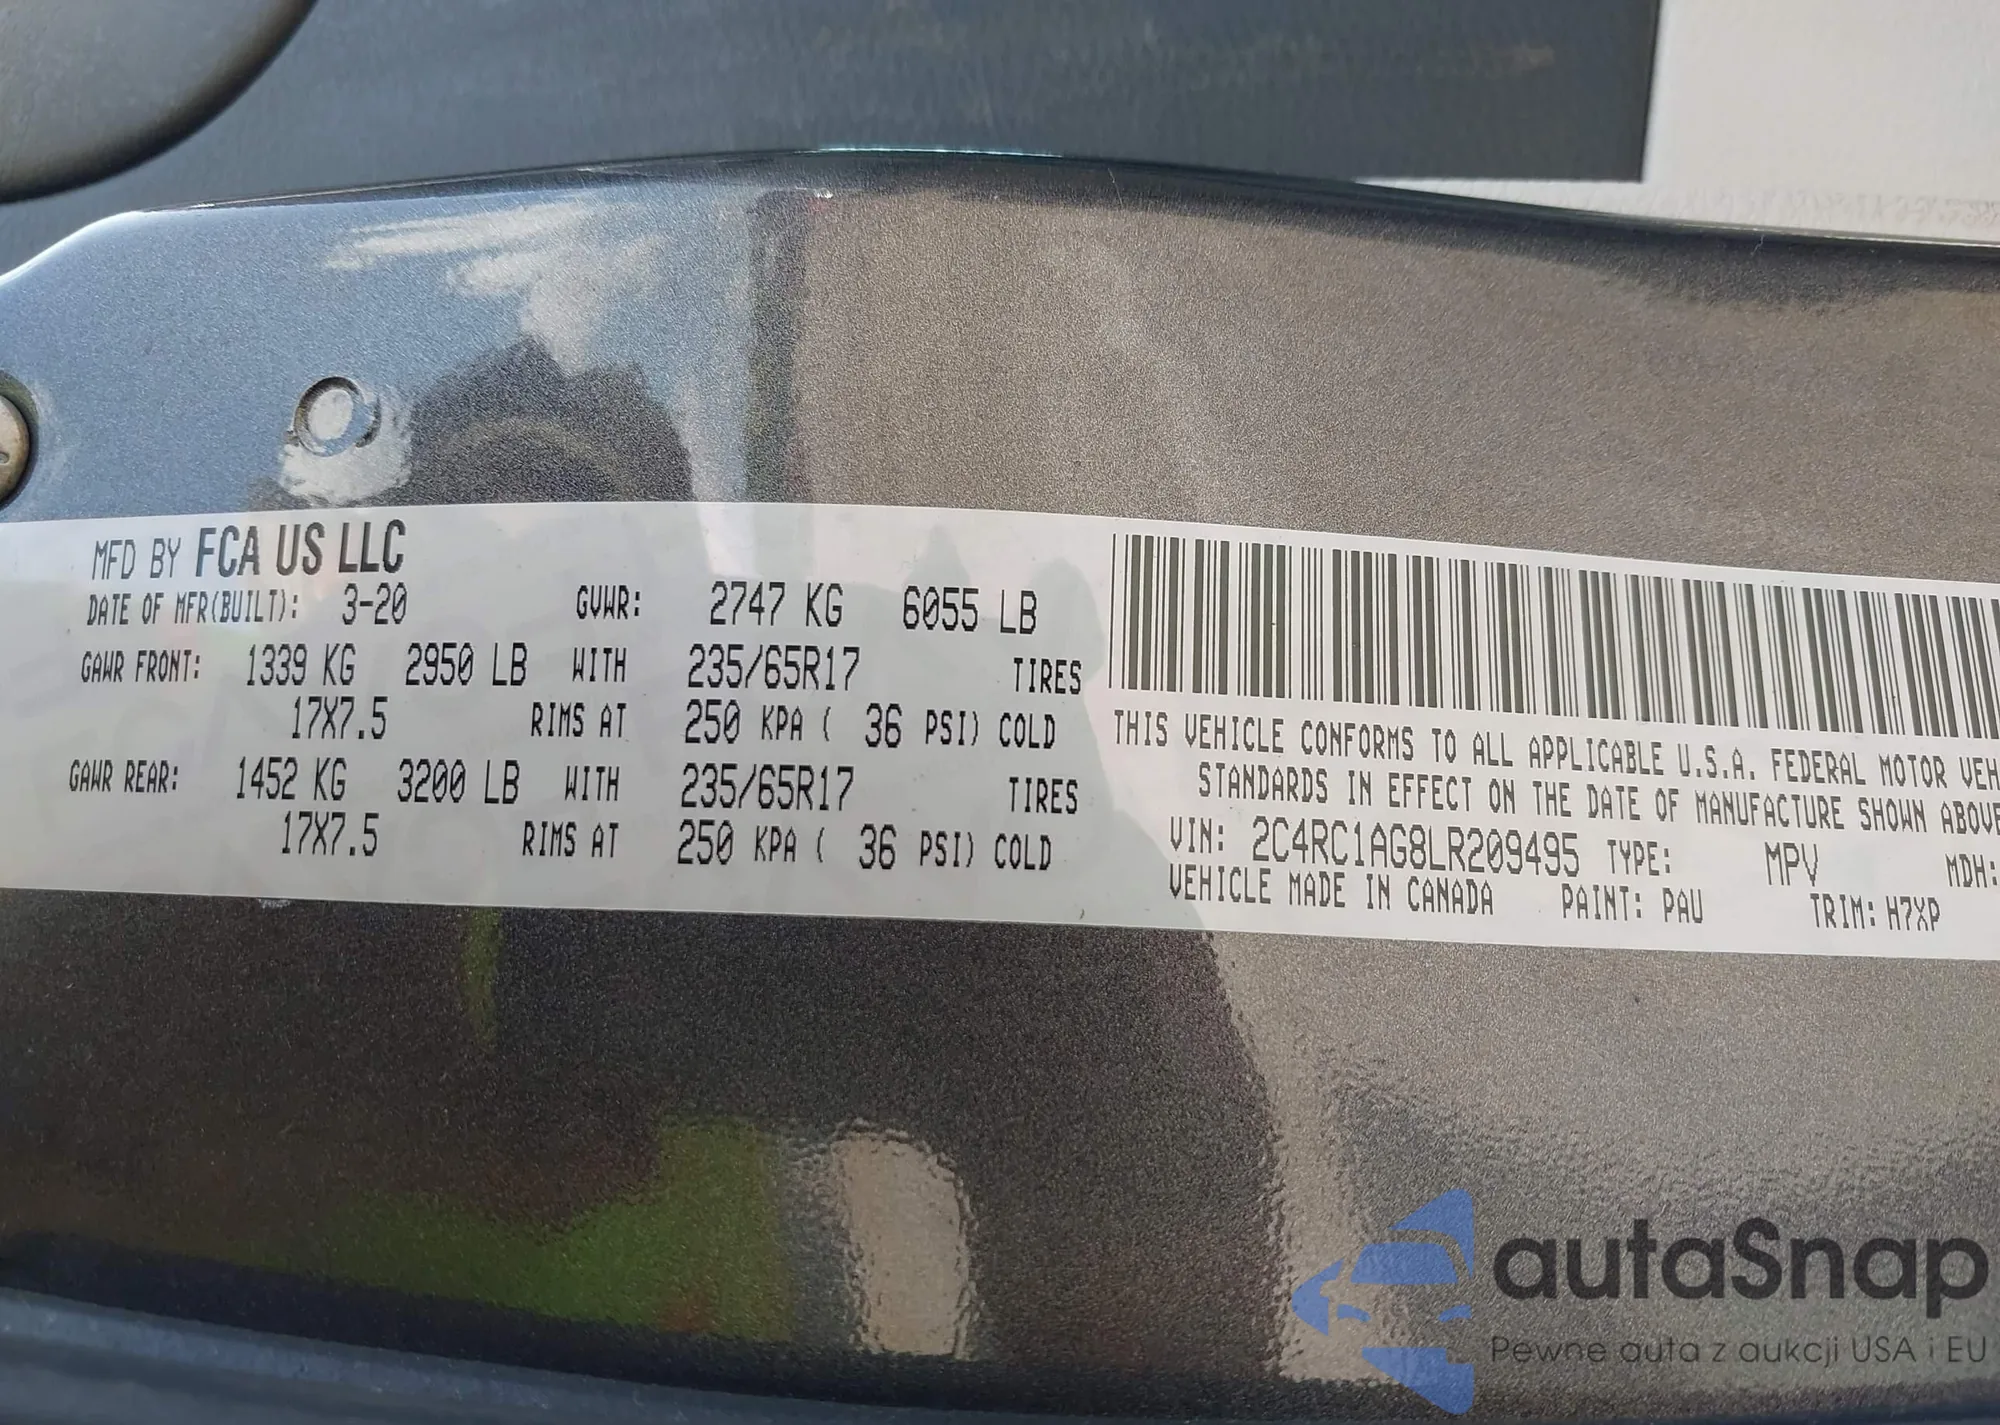 MFD BY FCA US LLC
DATE OF MFR(BUILT): 3-20 GVWR: 2747 KG 6055 LB
GAWR FRONT: 1339 KG 2950 LB WITH 235/65R17 TIRES
17X7.5 RIMS AT 250 KPA ( 36 PSI) COLD
GAWR REAR: 1452 KG 3200 LB WITH 235/65R17 TIRES
17X7.5 RIMS AT 250 KPA ( 36 PSI) COLD
THIS VEHICLE CONFORMS TO ALL APPLICABLE U.S.A. FEDERAL MOTOR VEH
STANDARDS IN EFFECT ON THE DATE OF MANUFACTURE SHOWN ABOVE
VIN: 2C4RC1AG8LR209495 TYPE: MPV MDH:
VEHICLE MADE IN CANADA PAINT: PAU TRIM: H7XP
autaSnap
Pewne auta z aukcji USA i EU